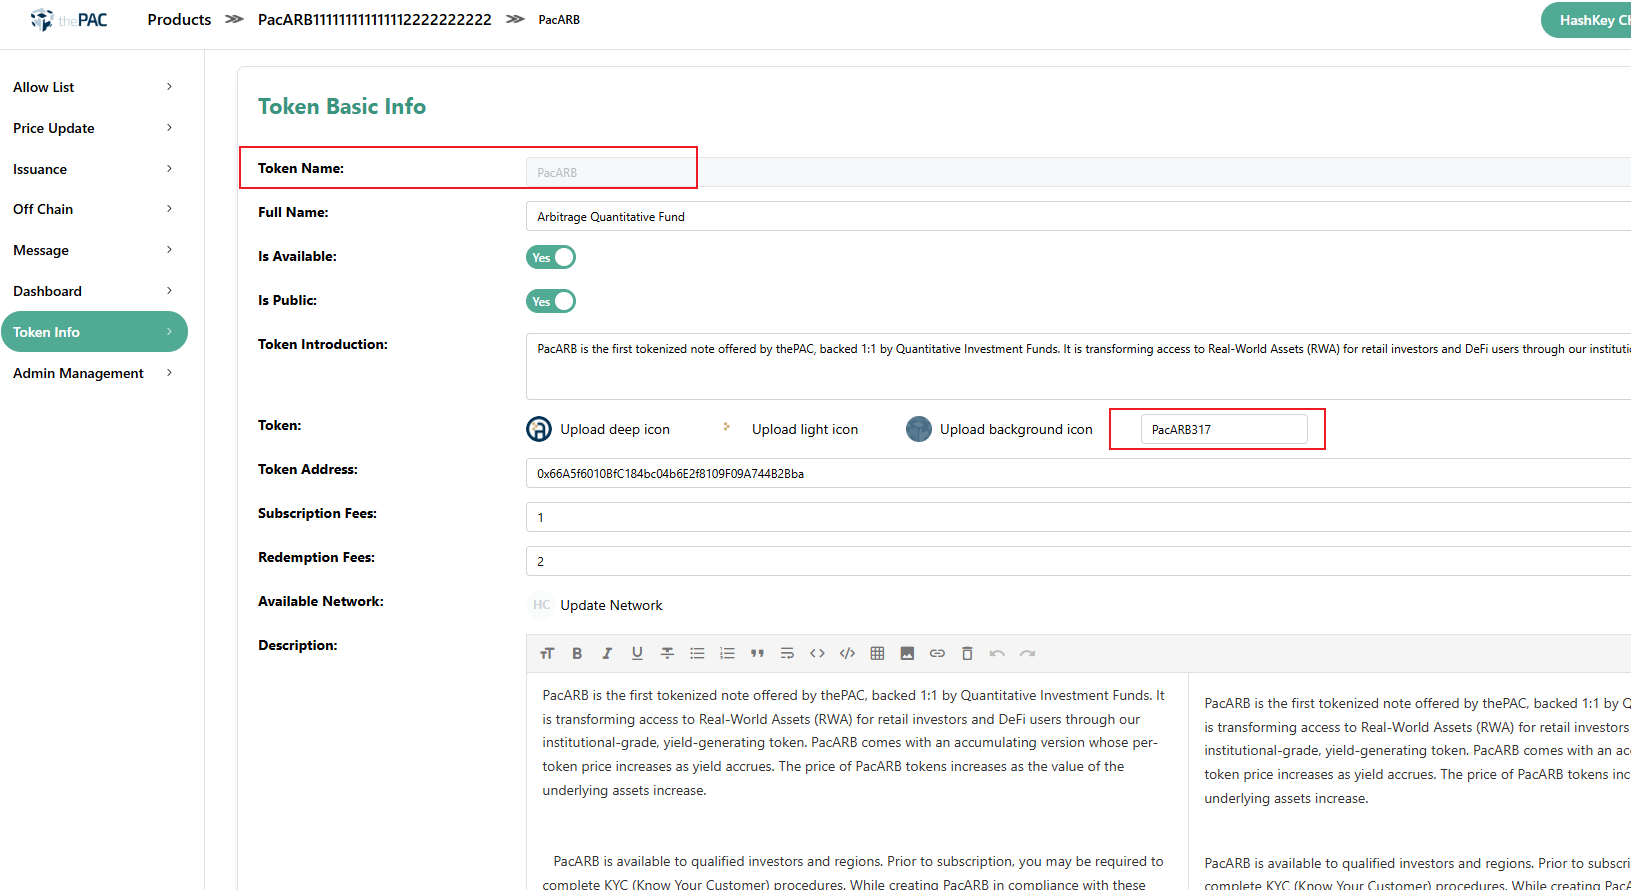 thePAC
Products
PacARB111111111111112222222222
PacARB
HashKey Ch
Allow List
Price Update
Issuance
Off Chain
Message
Dashboard
Token Info
Admin Management
Token Basic Info
Token Name:
PacARB
Full Name:
Arbitrage Quantitative Fund
Is Available:
Yes
Is Public:
Yes
Token Introduction:
PacARB is the first tokenized note offered by thePAC, backed 1:1 by Quantitative Investment Funds. It is transforming access to Real-World Assets (RWA) for retail investors and DeFi users through our instituti
Token:
Upload deep icon
Upload light icon
Upload background icon
PacARB317
Token Address:
0x66A5f6010BfC184bc04b6E2f8109F09A744B2Bba
Subscription Fees:
1
Redemption Fees:
2
Available Network:
HC Update Network
Description:
PacARB is the first tokenized note offered by thePAC, backed 1:1 by Quantitative Investment Funds. It
is transforming access to Real-World Assets (RWA) for retail investors and DeFi users through our
institutional-grade, yield-generating token. PacARB comes with an accumulating version whose per-
token price increases as yield accrues. The price of PacARB tokens increases as the value of the
underlying assets increase.
PacARB is available to qualified investors and regions. Prior to subscription, you may be required to
complete KYC (Know Your Customer) procedures. While creating PacARB in compliance with these
PacARB is the first tokenized note offered by thePAC, backed 1:1 by Q
is transforming access to Real-World Assets (RWA) for retail investors
institutional-grade, yield-generating token. PacARB comes with an acc
token price increases as yield accrues. The price of PacARB tokens inc
underlying assets increase.
PacARB is available to qualified investors and regions. Prior to subscri
complete KYC (Know Your Customer) procedures. While creating PacA